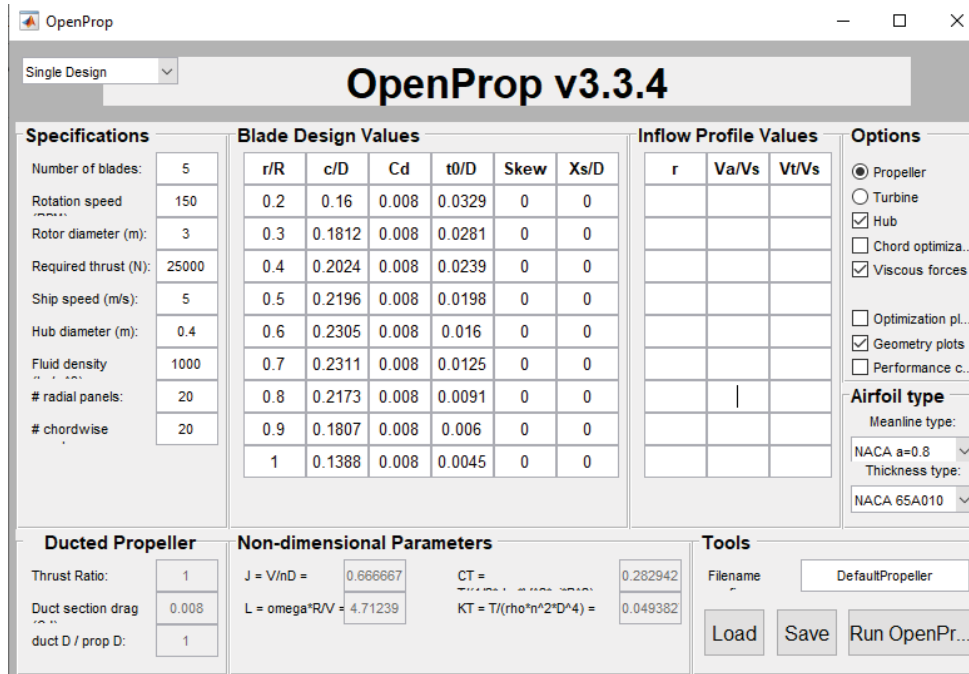 OpenProp
Single Design
OpenProp v3.3.4
Specifications
Number of blades: 5
Rotation speed 150
Rotor diameter (m): 3
Required thrust (N): 25000
Ship speed (m/s): 5
Hub diameter (m): 0.4
Fluid density 1000
# radial panels: 20
# chordwise 20
Blade Design Values
r/R c/D Cd t0/D Skew Xs/D
0.2 0.16 0.008 0.0329 0 0
0.3 0.1812 0.008 0.0281 0 0
0.4 0.2024 0.008 0.0239 0 0
0.5 0.2196 0.008 0.0198 0 0
0.6 0.2305 0.008 0.016 0 0
0.7 0.2311 0.008 0.0125 0 0
0.8 0.2173 0.008 0.0091 0 0
0.9 0.1807 0.008 0.006 0 0
1 0.1388 0.008 0.0045 0 0
Inflow Profile Values
r Va/Vs Vt/Vs
Options
Propeller
Turbine
Hub
Chord optimiza..
Viscous forces
Optimization pl...
Geometry plots
Performance c..
Airfoil type
Meanline type:
NACA a=0.8
Thickness type:
NACA 65A010
Ducted Propeller
Thrust Ratio: 1
Duct section drag 0.008
duct D / prop D: 1
Non-dimensional Parameters
J = V/nD = 0.666667
L = omega*R/V = 4.71239
CT = 0.282942
KT = T/(rho*n^2*D^4) = 0.049382
Tools
Filename DefaultPropeller
Load Save Run OpenPr...